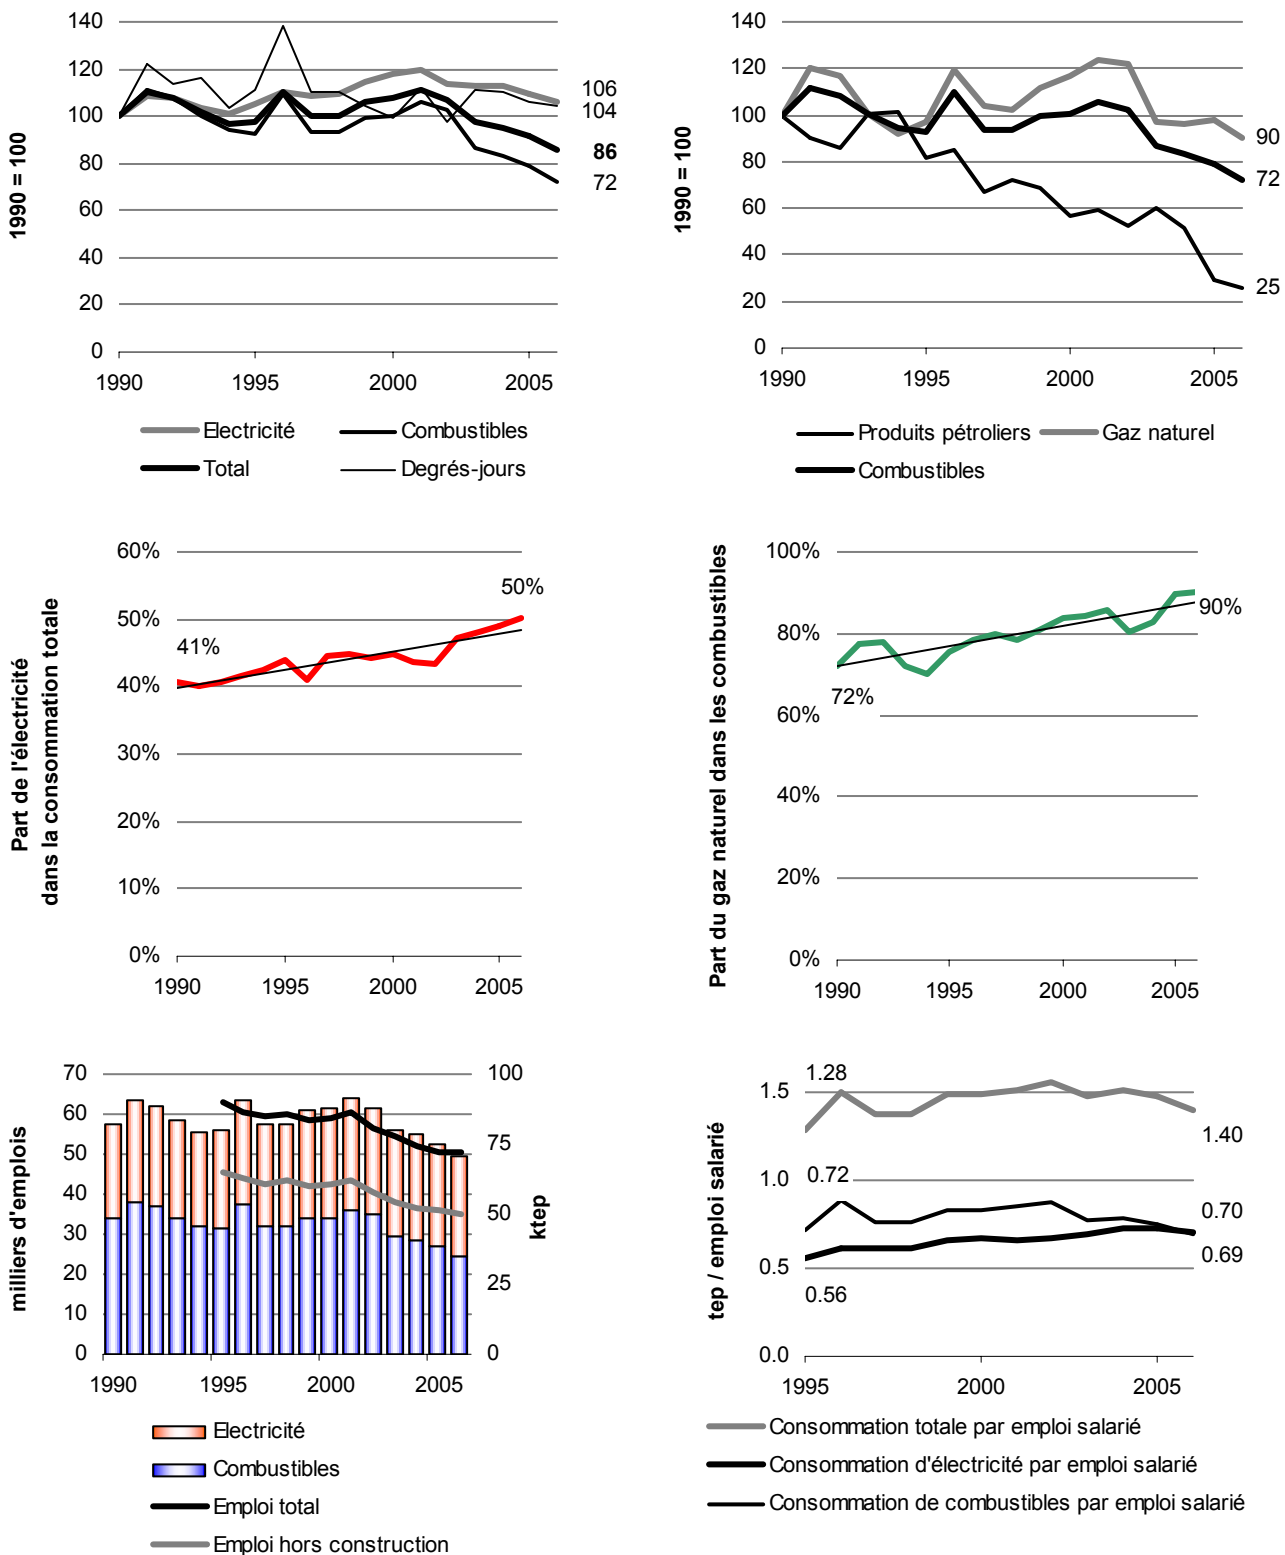 140
120
100
80
60
40
20
0
1990 = 100
106
104
86
72
1990 1995 2000 2005
Electricité Combustibles
Total Degrés-jours
140
120
100
80
60
40
20
0
1990 = 100
90
72
25
1990 1995 2000 2005
Produits pétroliers Gaz naturel
Combustibles
60%
50%
40%
30%
20%
10%
0%
Part de l'électricité
dans la consommation totale
41%
50%
1990 1995 2000 2005
100%
80%
60%
40%
20%
0%
Part du gaz naturel dans les combustibles
72%
90%
1990 1995 2000 2005
70
60
50
40
30
20
10
0
milliers d'emplois
100
75
50
25
0
ktep
1990 1995 2000 2005
Electricité
Combustibles
Emploi total
Emploi hors construction
1.5
1.0
0.5
0.0
tep / emploi salarié
1.28
1.40
0.72
0.70
0.69
0.56
1995 2000 2005
Consommation totale par emploi salarié
Consommation d'électricité par emploi salarié
Consommation de combustibles par emploi salarié